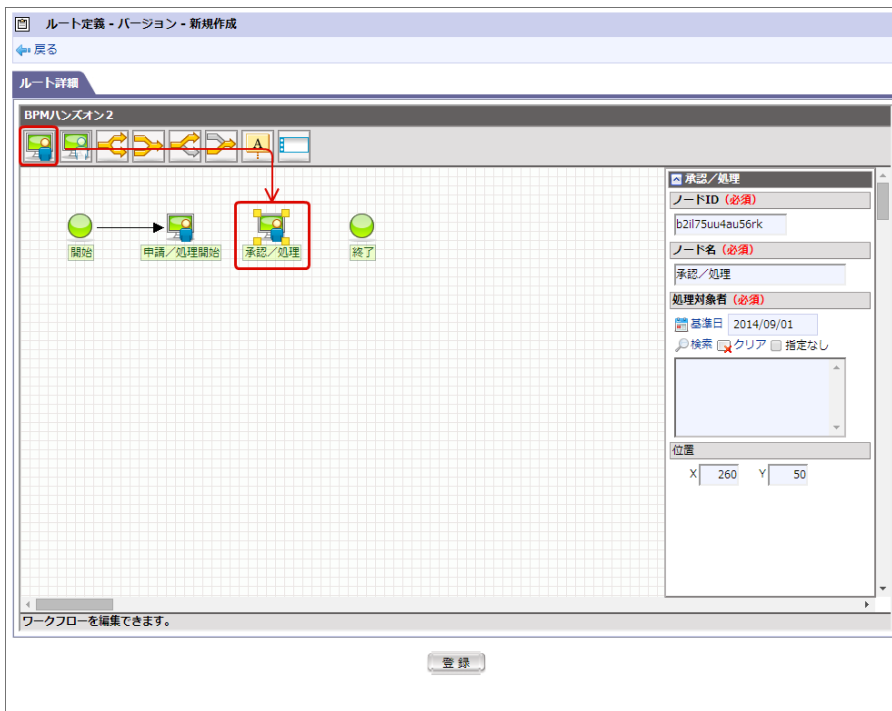 ルート定義 - バージョン - 新規作成
戻る
ルート詳細
BPMハンズオン2
A
開始
申請／処理開始
承認／処理
終了
承認／処理
ノードID（必須）
b2il75uu4au56rk
ノード名（必須）
承認／処理
処理対象者（必須）
基準日 2014/09/01
検索 クリア 指定なし
位置
X 260 Y 50
ワークフローを編集できます。
登録